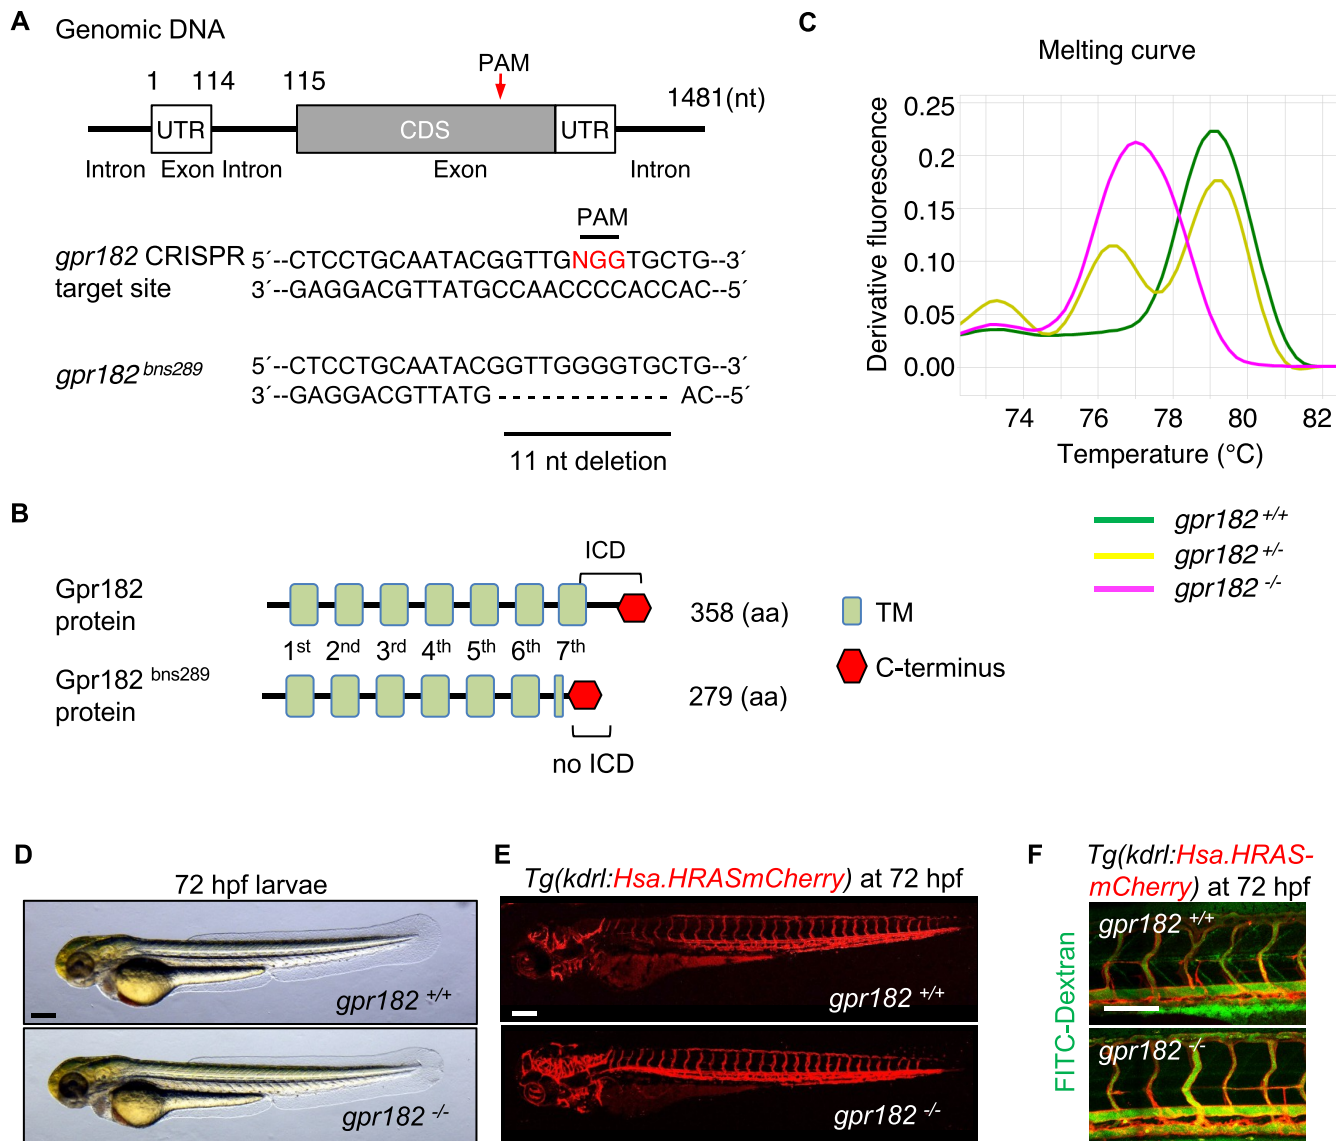 A
Genomic DNA
PAM
1 114 115 1481(nt)
UTR CDS UTR
Intron Exon Intron Exon Intron
PAM
gpr182 CRISPR target site
5´--CTCCTGCAATACGGTTGNGGTGCTG--3´
3´--GAGGACGTTATGCCAACCCCACCAC--5´
gpr182 bns289
5´--CTCCTGCAATACGGTTGGGGTGCTG--3´
3´--GAGGACGTTATG - - - - - - - - - - - AC--5´
11 nt deletion
B
ICD
Gpr182 protein
358 (aa)
1st 2nd 3rd 4th 5th 6th 7th
Gpr182 bns289 protein
279 (aa)
no ICD
TM
C-terminus
C
Melting curve
Derivative fluorescence
0.25
0.2
0.15
0.10
0.05
0.00
74 76 78 80 82
Temperature (°C)
gpr182 +/+
gpr182 +/-
gpr182 -/-
D
72 hpf larvae
gpr182 +/+
gpr182 -/-
E
Tg(kdrl:Hsa.HRASmCherry) at 72 hpf
gpr182 +/+
gpr182 -/-
F
Tg(kdrl:Hsa.HRAS-
mCherry) at 72 hpf
FITC-Dextran
gpr182 +/+
gpr182 -/-